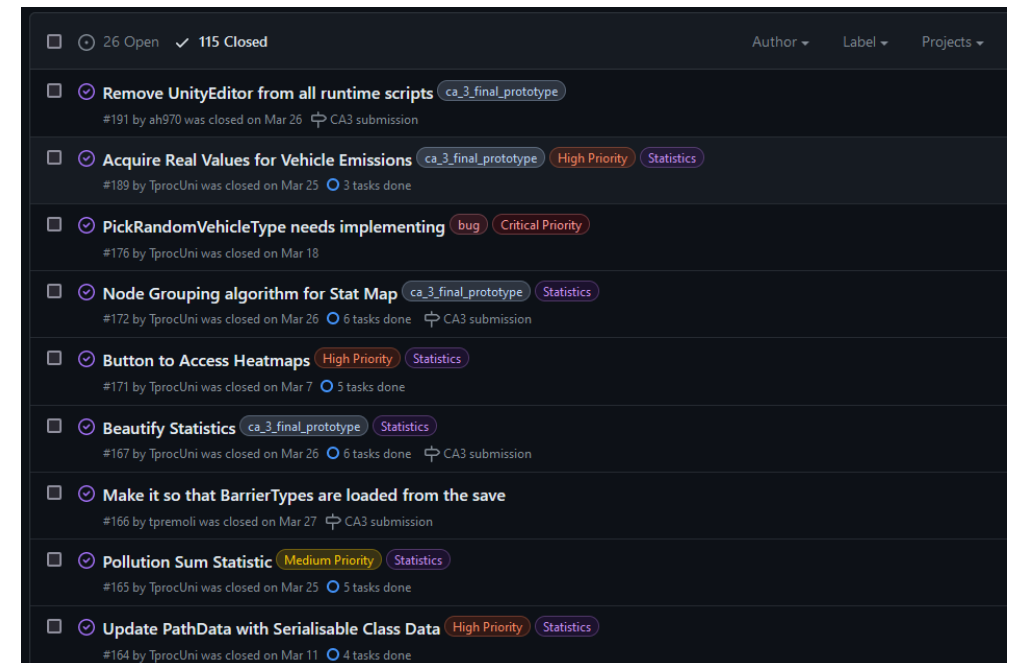 26 Open 115 Closed Author Label Projects
Remove UnityEditor from all runtime scripts ca_3_final_prototype
#191 by ah970 was closed on Mar 26 CA3 submission
Acquire Real Values for Vehicle Emissions ca_3_final_prototype High Priority Statistics
#189 by TprocUni was closed on Mar 25 3 tasks done
PickRandomVehicleType needs implementing bug Critical Priority
#176 by TprocUni was closed on Mar 18
Node Grouping algorithm for Stat Map ca_3_final_prototype Statistics
#172 by TprocUni was closed on Mar 26 6 tasks done CA3 submission
Button to Access Heatmaps High Priority Statistics
#171 by TprocUni was closed on Mar 7 5 tasks done
Beautify Statistics ca_3_final_prototype Statistics
#167 by TprocUni was closed on Mar 26 6 tasks done CA3 submission
Make it so that BarrierTypes are loaded from the save
#166 by tpremoli was closed on Mar 27 CA3 submission
Pollution Sum Statistic Medium Priority Statistics
#165 by TprocUni was closed on Mar 25 5 tasks done
Update PathData with Serialisable Class Data High Priority Statistics
#164 by TprocUni was closed on Mar 11 4 tasks done